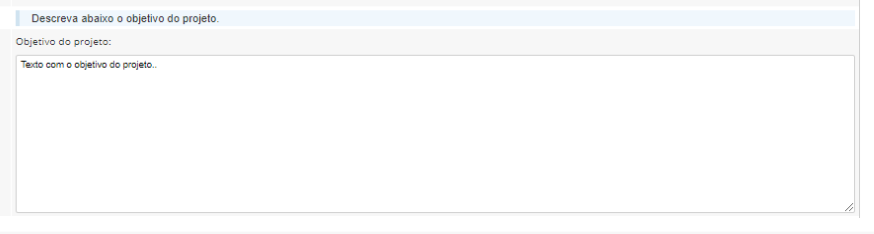 Descreva abaixo o objetivo do projeto.
Objetivo do projeto:
Texto com o objetivo do projeto..